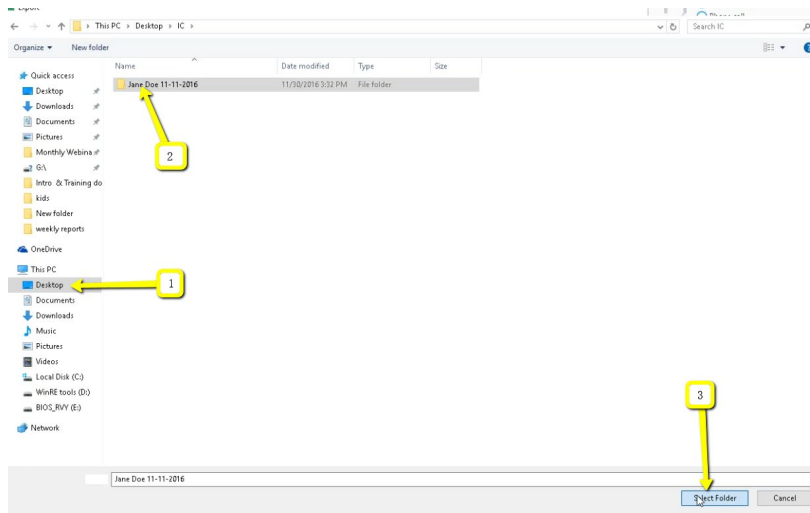 Export
Phone call
This PC > Desktop > IC >
Search IC
Organize
New folder
Name
Date modified
Type
Size
Jane Doe 11-11-2016
11/30/2016 3:32 PM
File folder
Quick access
Desktop
Downloads
Documents
Pictures
Monthly Webina
G:\
Intro & Training do
kids
New folder
weekly reports
OneDrive
This PC
Desktop
Documents
Downloads
Music
Pictures
Videos
Local Disk (C:)
WinRE tools (D:)
BIOS_RVY (E:)
Network
2
1
3
Jane Doe 11-11-2016
Select Folder
Cancel